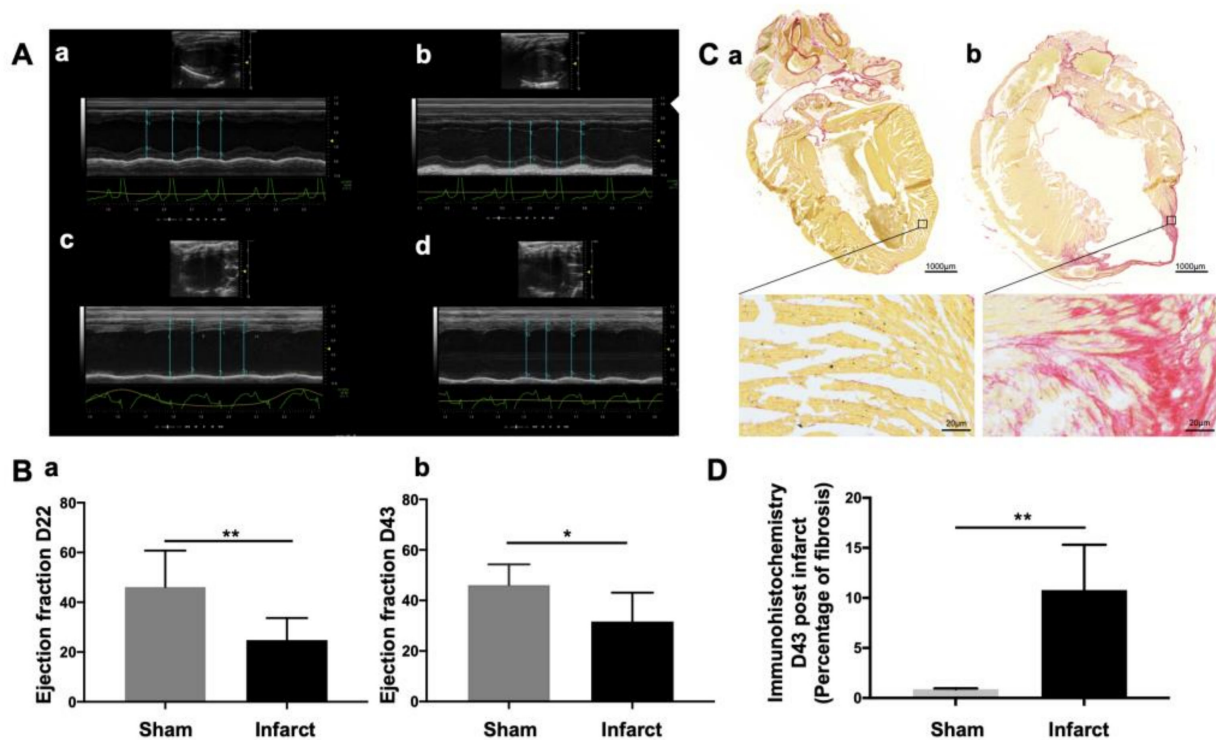 A
a
b
c
d
C a
b
1000µm
1000µm
20µm
20µm
B a
Ejection fraction D22
80
60
40
20
0
**
Sham
Infarct
b
Ejection fraction D43
80
60
40
20
0
*
Sham
Infarct
D
Immunohistochemistry
D43 post infarct
(Percentage of fibrosis)
20
15
10
5
0
**
Sham
Infarct